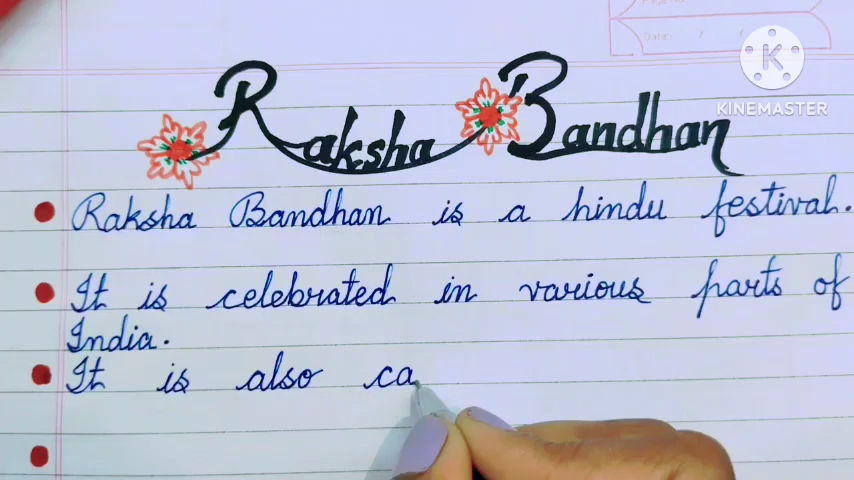 Date: / /
K
KINEMASTER
Raksha Bandhan
Raksha Bandhan is a hindu festival.
It is celebrated in various parts of
India.
It is also ca